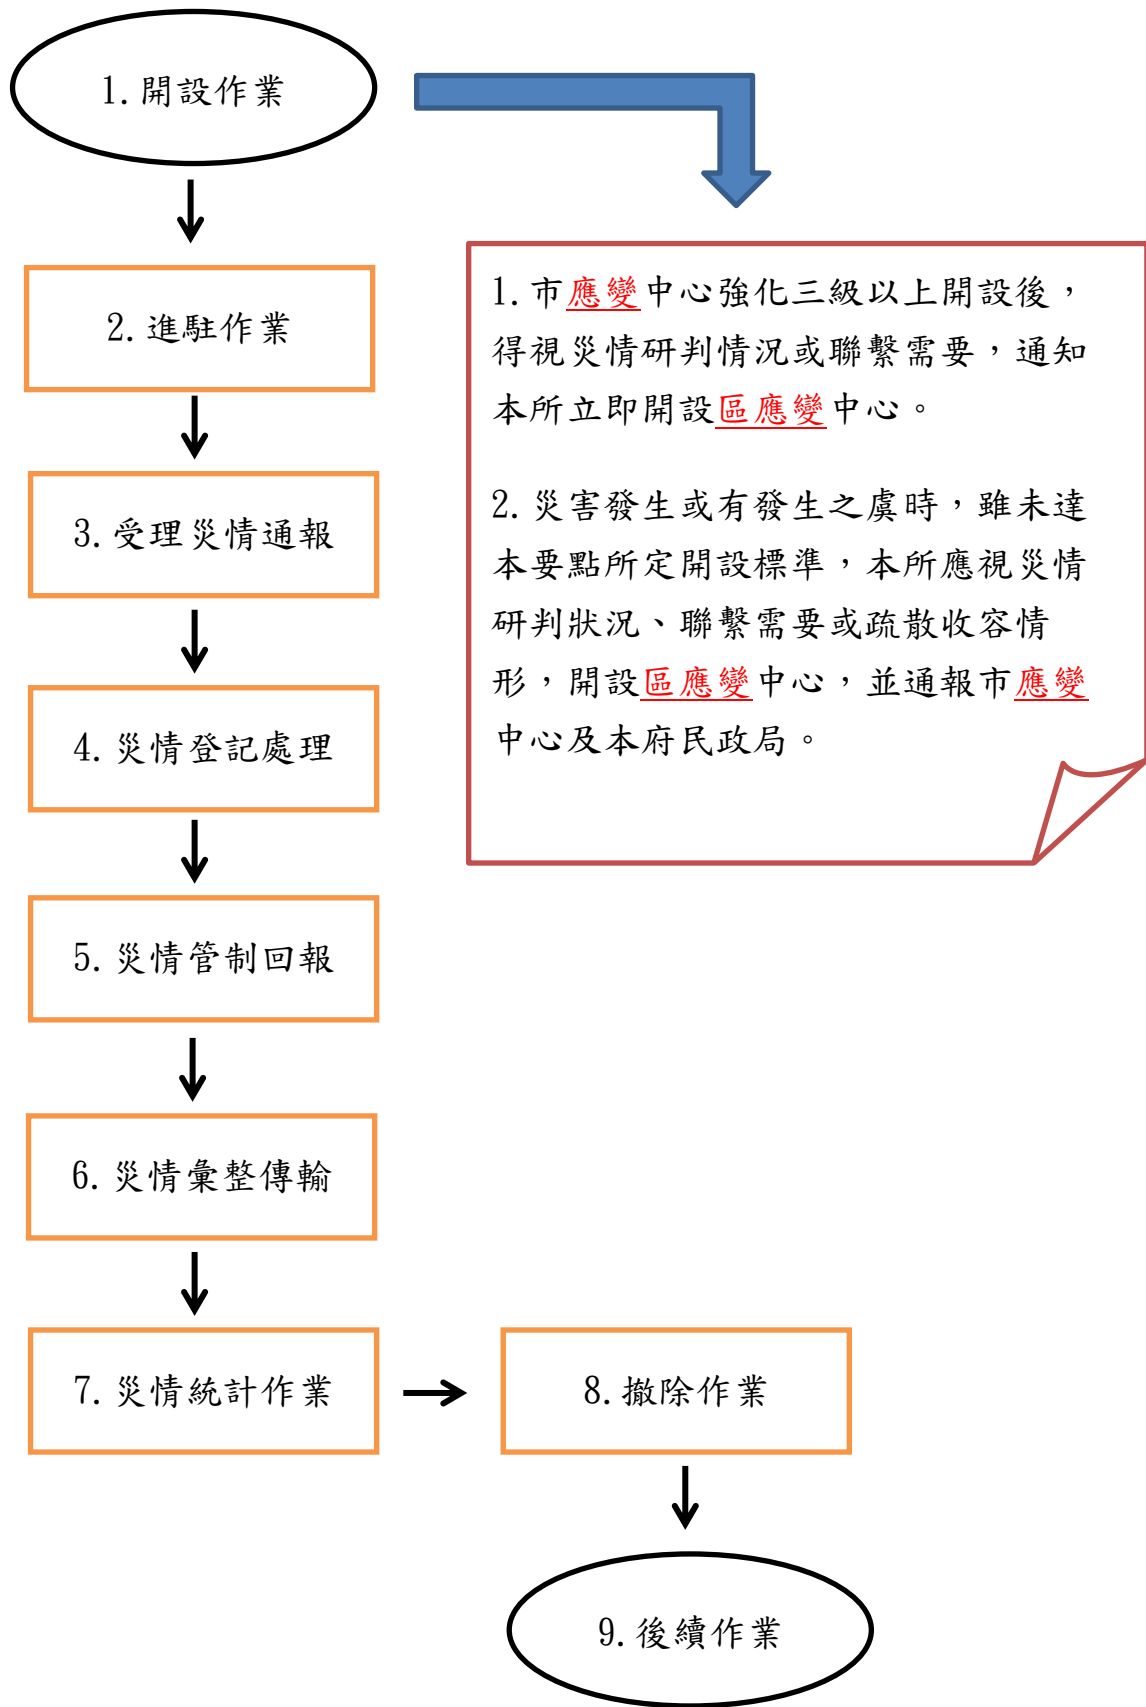 1.開設作業
2.進駐作業
3.受理災情通報
4.災情登記處理
5.災情管制回報
6.災情彙整傳輸
7.災情統計作業
8.撤除作業
9.後續作業
1.市應變中心強化三級以上開設後，
得視災情研判情況或聯繫需要，通知
本所立即開設區應變中心。
2.災害發生或有發生之虞時，雖未達
本要點所定開設標準，本所應視災情
研判狀況、聯繫需要或疏散收容情
形，開設區應變中心，並通報市應變
中心及本府民政局。